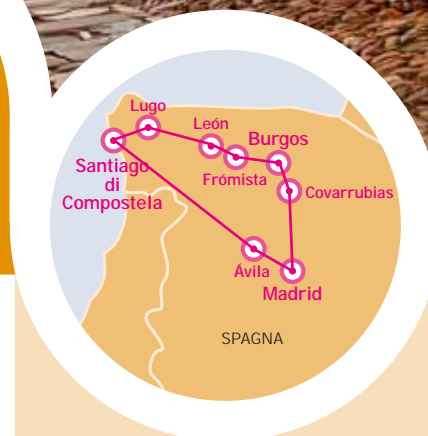 Lugo
León
Burgos
Santiago
di
Compostela
Frómista
Covarrubias
Ávila
Madrid
SPAGNA